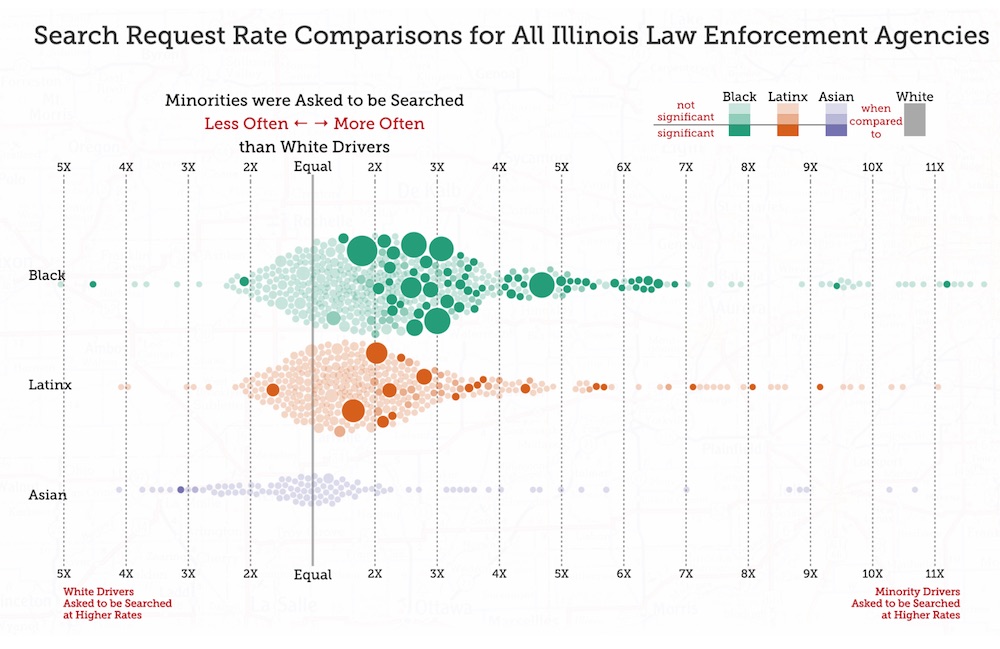 Search Request Rate Comparisons for All Illinois Law Enforcement Agencies
Minorities were Asked to be Searched
Less Often ← → More Often
than White Drivers
Black Latinx Asian White
not significant
significant
when compared to
5X 4X 3X 2X Equal 2X 3X 4X 5X 6X 7X 8X 9X 10X 11X
Black
Latinx
Asian
5X 4X 3X 2X Equal 2X 3X 4X 5X 6X 7X 8X 9X 10X 11X
White Drivers
Asked to be Searched
at Higher Rates
Minority Drivers
Asked to be Searched
at Higher Rates
La Salle
Ottawa